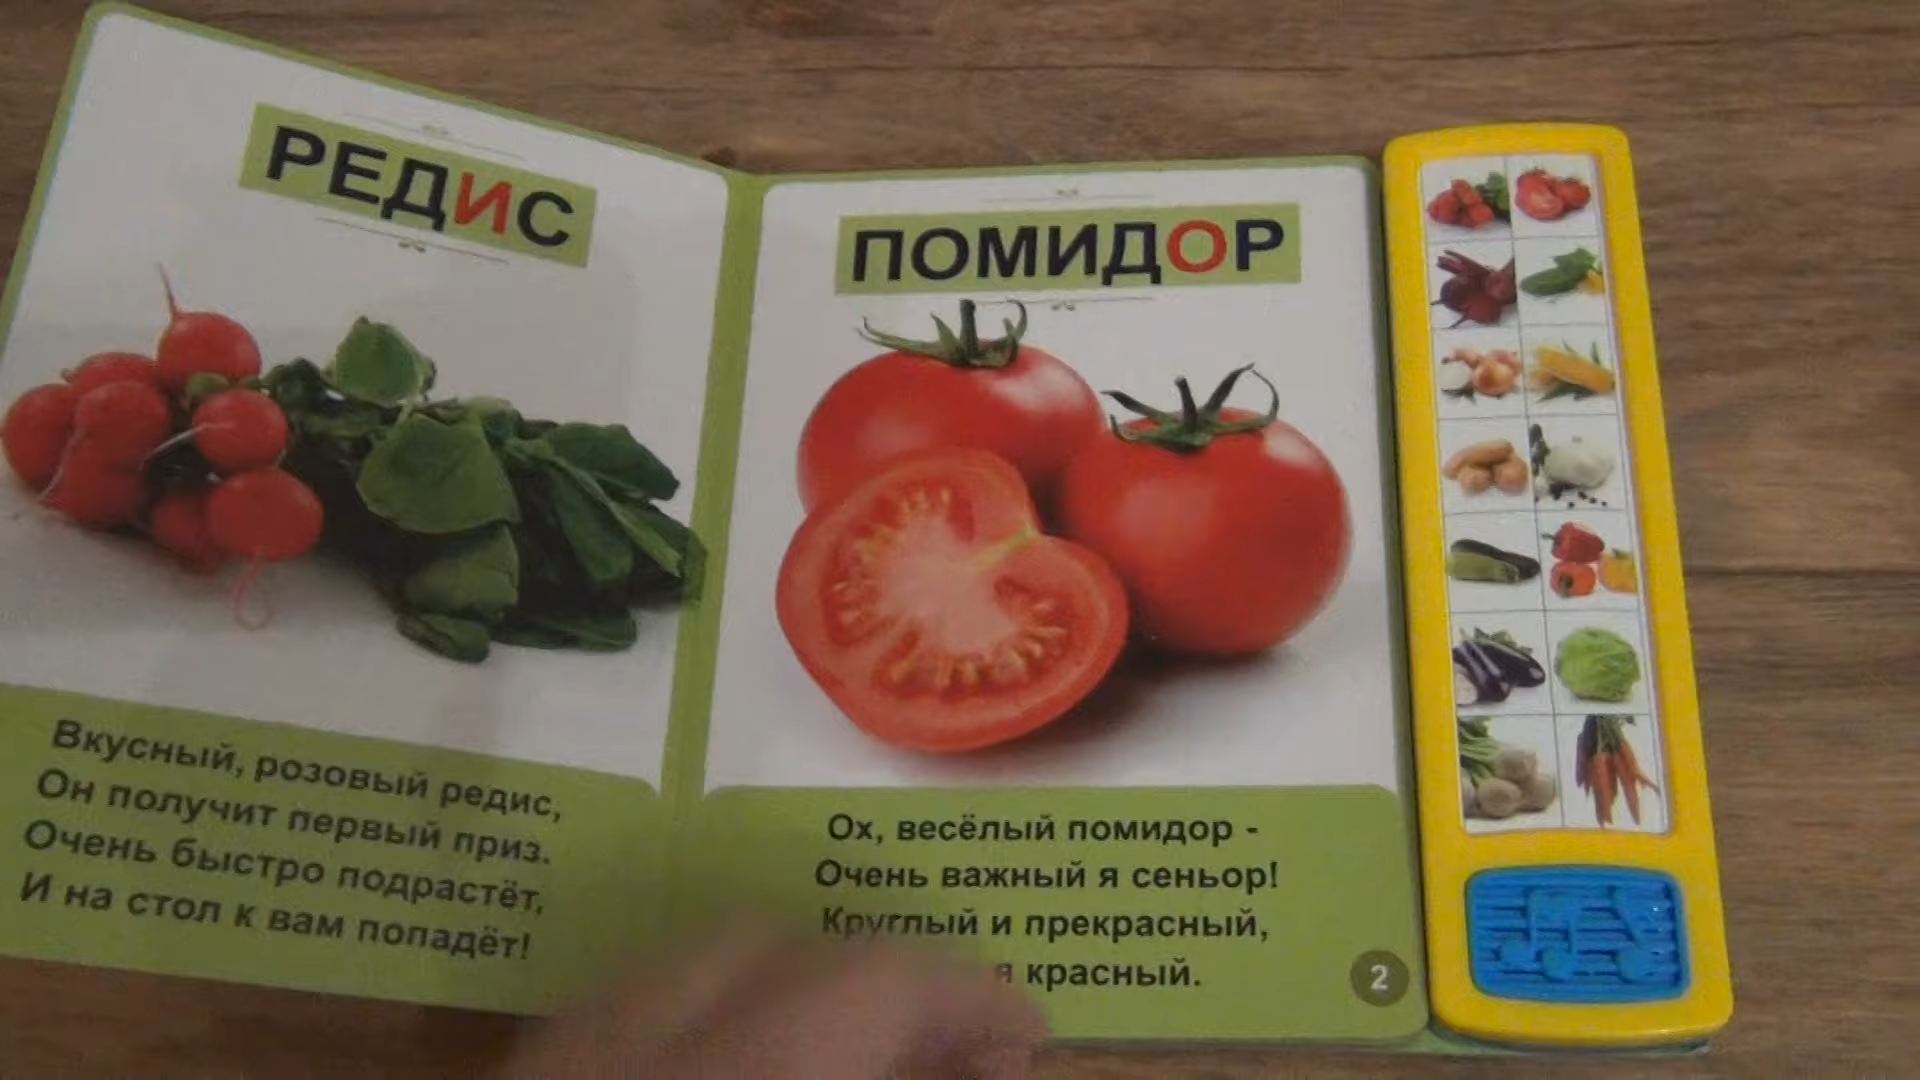 РЕДИС
Вкусный, розовый редис,
Он получит первый приз.
Очень быстро подрастёт,
И на стол к вам попадёт!
ПОМИДОР
Ох, весёлый помидор -
Очень важный я сеньор!
Круглый и прекрасный,
я красный.
2